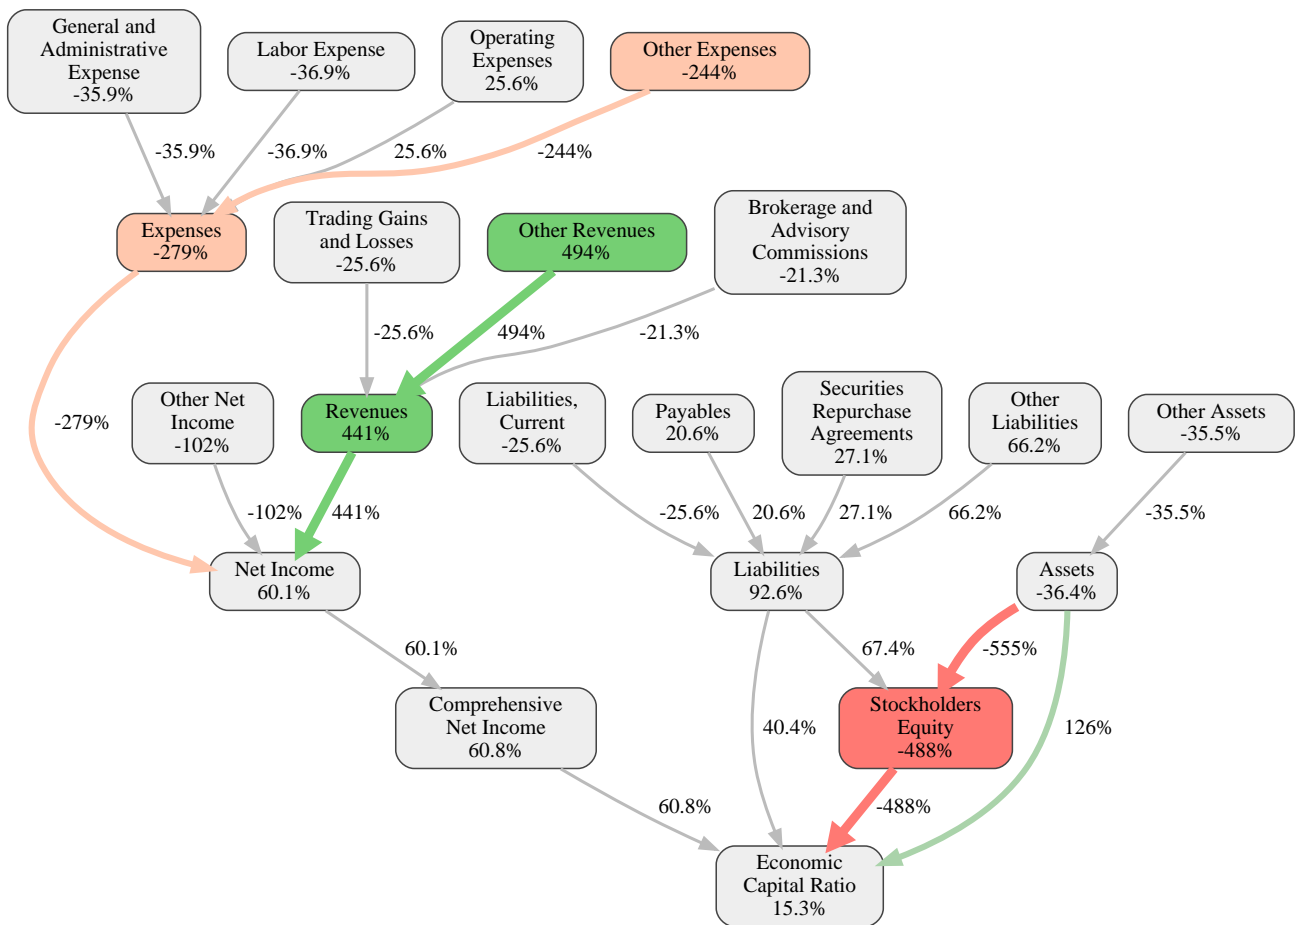 General and
Administrative
Expense
-35.9%
Labor Expense
-36.9%
Operating
Expenses
25.6%
Other Expenses
-244%
-35.9%
-36.9%
25.6%
-244%
Expenses
-279%
Trading Gains
and Losses
-25.6%
Other Revenues
494%
Brokerage and
Advisory
Commissions
-21.3%
-25.6%
494%
-21.3%
-279%
Other Net
Income
-102%
Revenues
441%
Liabilities,
Current
-25.6%
Payables
20.6%
Securities
Repurchase
Agreements
27.1%
Other
Liabilities
66.2%
Other Assets
-35.5%
-102%
441%
-25.6%
20.6%
27.1%
66.2%
-35.5%
Net Income
60.1%
Liabilities
92.6%
Assets
-36.4%
60.1%
67.4%
-555%
Comprehensive
Net Income
60.8%
40.4%
Stockholders
Equity
-488%
126%
60.8%
-488%
Economic
Capital Ratio
15.3%